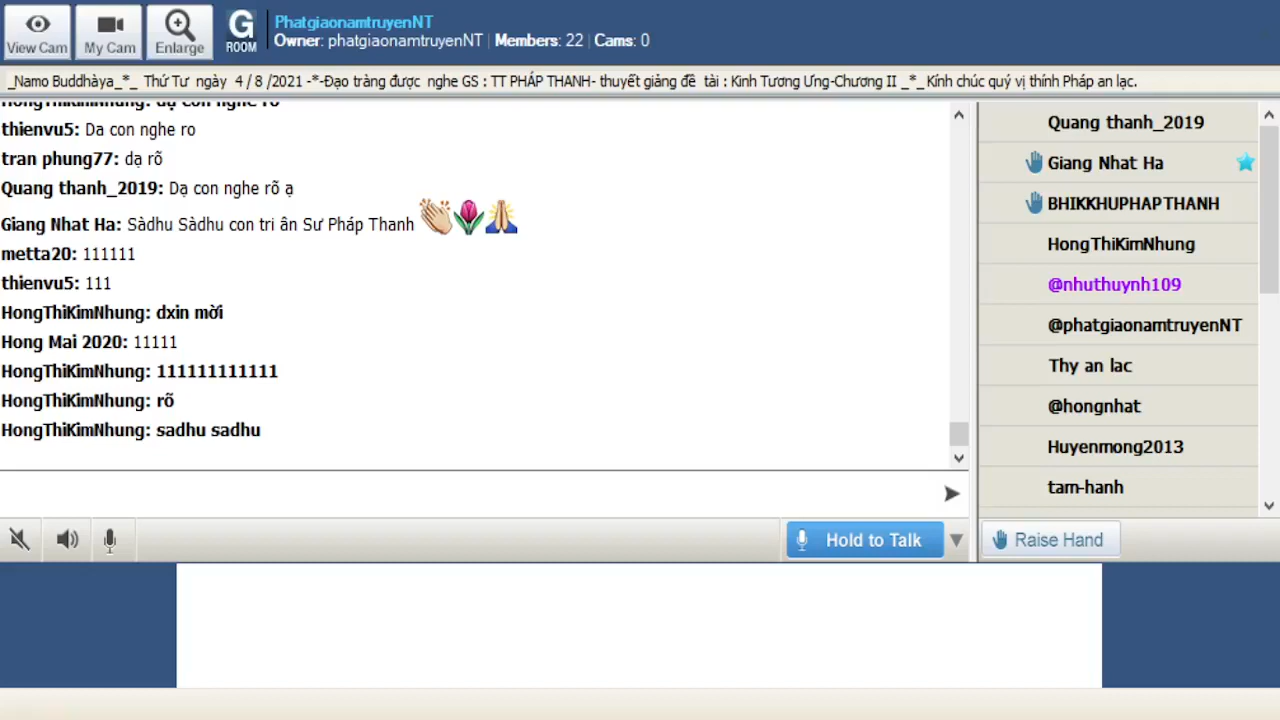 View Cam
My Cam
Enlarge
G
ROOM
PhatgiaonamtruyenNT
Owner: phatgiaonamtruyenNT | Members: 22 | Cams: 0
_Namo Buddhàya_*_ Thứ Tư ngày 4 / 8 /2021 -*-Đạo tràng được nghe GS : TT PHÁP THANH- thuyết giảng đề tài : Kinh Tương Ưng-Chương II _*_ Kính chúc quý vị thính Pháp an lạc.
HongThiKimNhung: dạ con nghe rõ
thienvu5: Da con nghe ro
tran phung77: dạ rõ
Quang thanh_2019: Dạ con nghe rõ ạ
Giang Nhat Ha: Sàdhu Sàdhu con tri ân Sư Pháp Thanh
metta20: 111111
thienvu5: 111
HongThiKimNhung: dxin mời
Hong Mai 2020: 11111
HongThiKimNhung: 111111111111
HongThiKimNhung: rõ
HongThiKimNhung: sadhu sadhu
Quang thanh_2019
Giang Nhat Ha
BHIKKHUPHAPTHANH
HongThiKimNhung
@nhuthuynh109
@phatgiaonamtruyenNT
Thy an lac
@hongnhat
Huyenmong2013
tam-hanh
Hold to Talk
Raise Hand